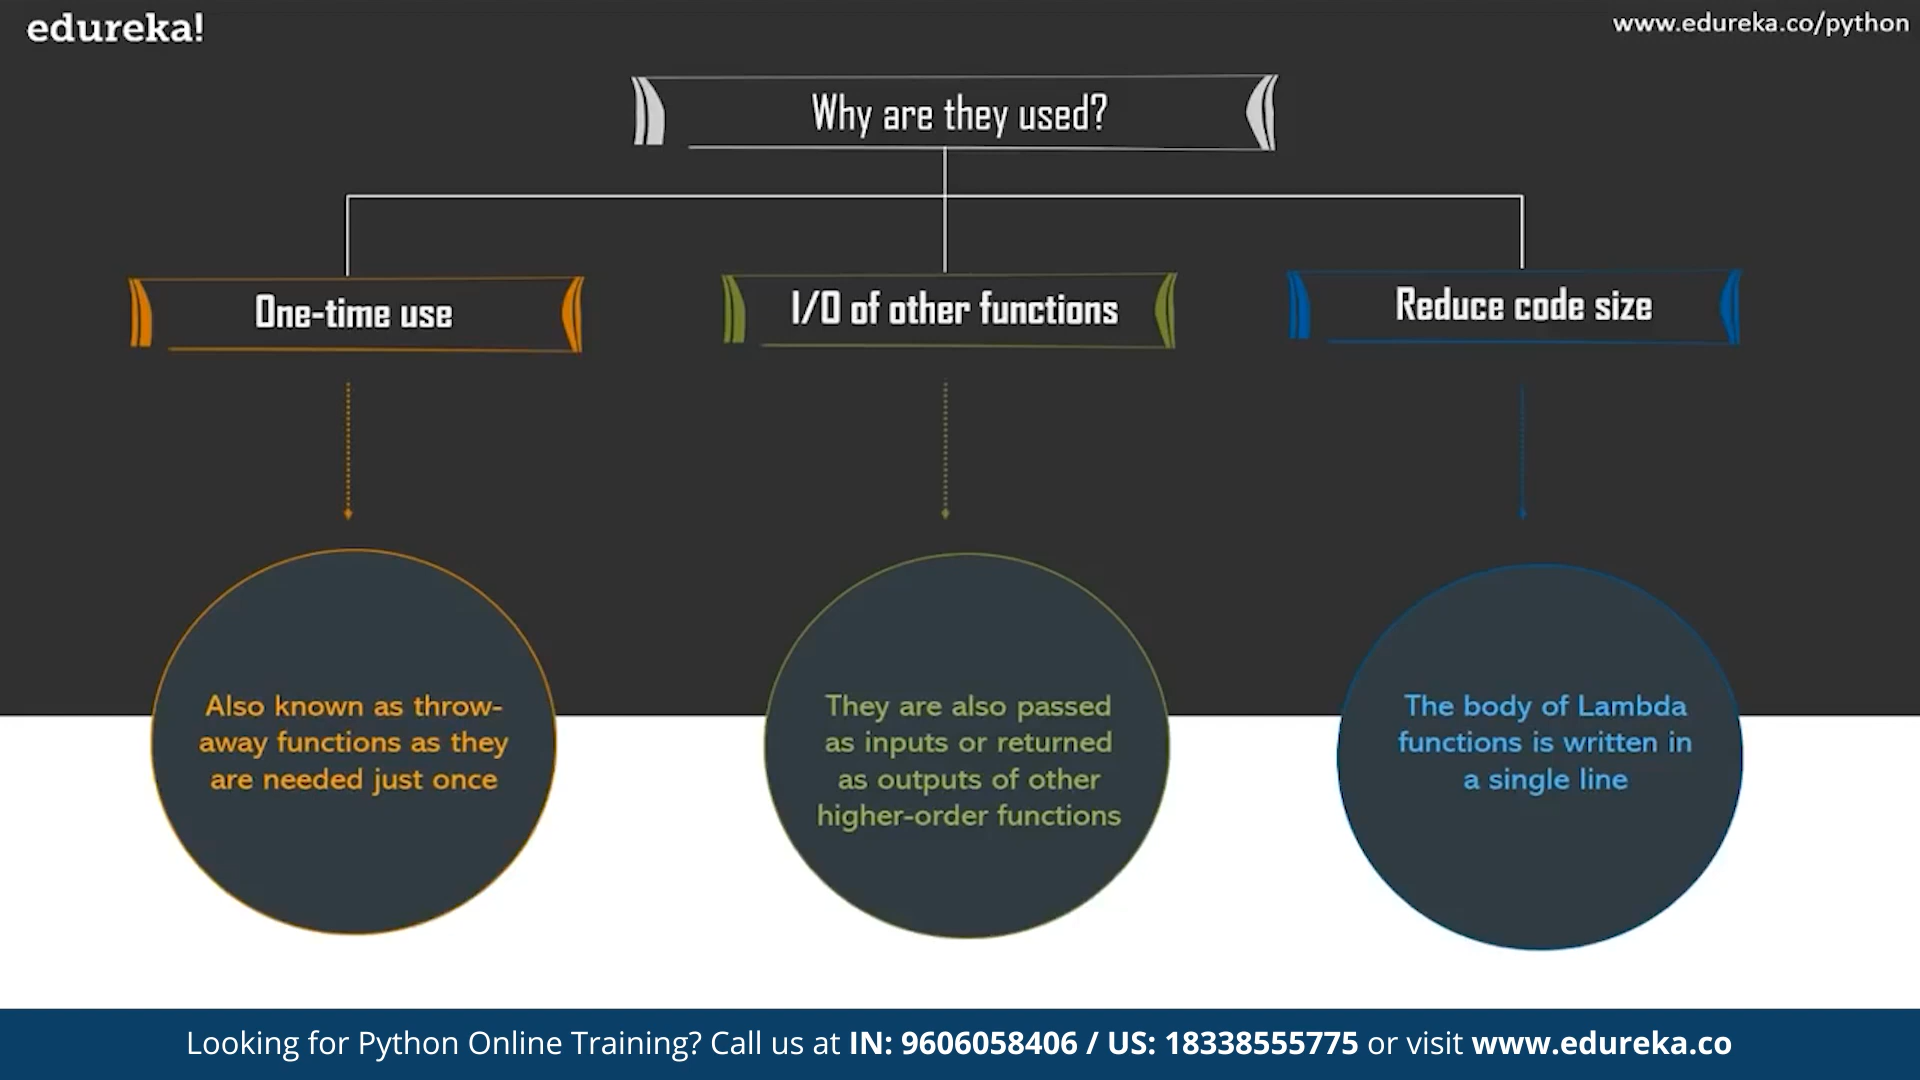 edureka!
www.edureka.co/python
Why are they used?
One-time use
I/O of other functions
Reduce code size
Also known as throw-
away functions as they
are needed just once
They are also passed
as inputs or returned
as outputs of other
higher-order functions
The body of Lambda
functions is written in
a single line
Looking for Python Online Training? Call us at IN: 9606058406 / US: 18338555775 or visit www.edureka.co